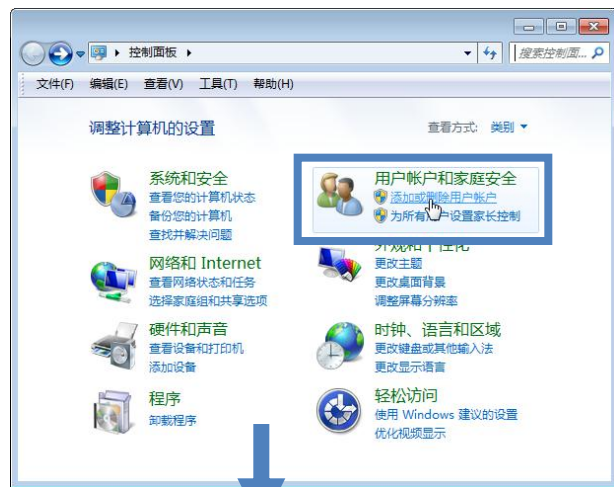 控制面板
搜索控制面...
文件(F) 编辑(E) 查看(V) 工具(T) 帮助(H)
调整计算机的设置
查看方式: 类别
系统和安全
查看您的计算机状态
备份您的计算机
查找并解决问题
网络和 Internet
查看网络状态和任务
选择家庭组和共享选项
硬件和声音
查看设备和打印机
添加设备
程序
卸载程序
用户帐户和家庭安全
添加或删除用户帐户
为所有用户设置家长控制
外观和个性化
更改主题
更改桌面背景
调整屏幕分辨率
时钟、语言和区域
更改键盘或其他输入法
更改显示语言
轻松访问
使用 Windows 建议的设置
优化视频显示